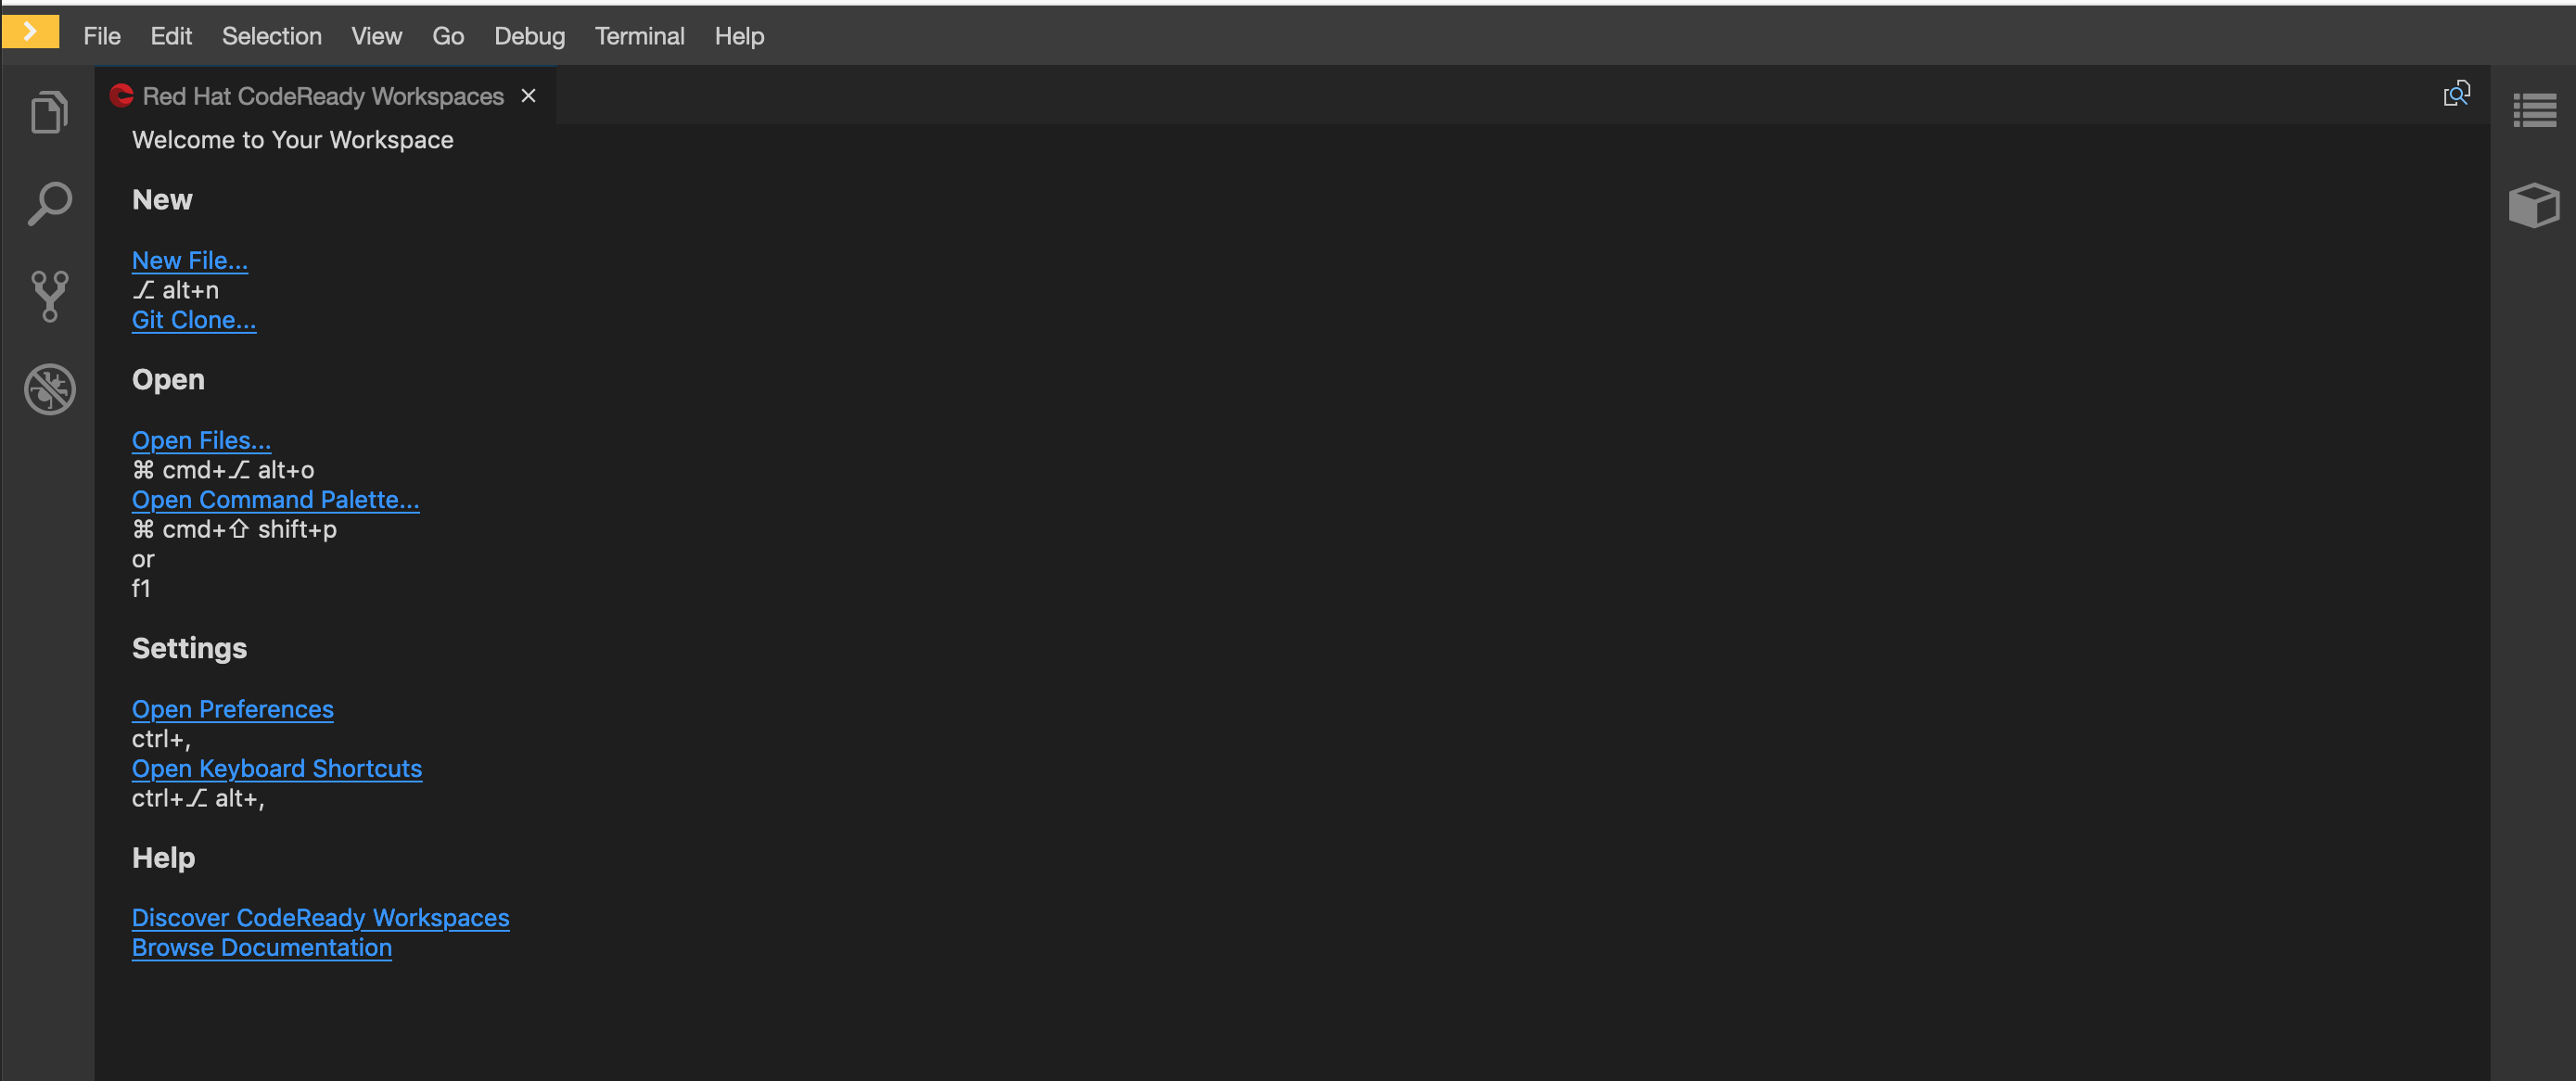 File Edit Selection View Go Debug Terminal Help
Red Hat CodeReady Workspaces
Welcome to Your Workspace
New
New File...
⌥ alt+n
Git Clone...
Open
Open Files...
⌘ cmd+⌥ alt+o
Open Command Palette...
⌘ cmd+⇧ shift+p
or
f1
Settings
Open Preferences
ctrl+,
Open Keyboard Shortcuts
ctrl+⌥ alt+,
Help
Discover CodeReady Workspaces
Browse Documentation